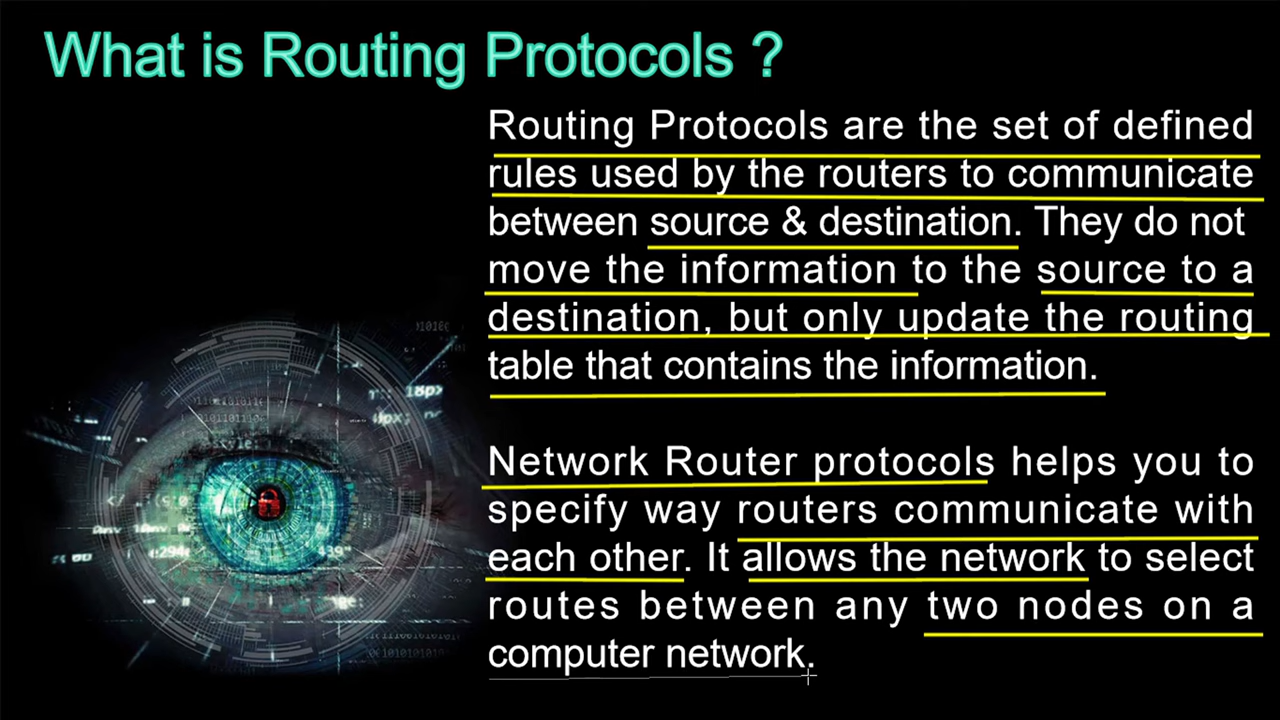 What is Routing Protocols ?
Routing Protocols are the set of defined
rules used by the routers to communicate
between source & destination. They do not
move the information to the source to a
destination, but only update the routing
table that contains the information.
Network Router protocols helps you to
specify way routers communicate with
each other. It allows the network to select
routes between any two nodes on a
computer network.
18px